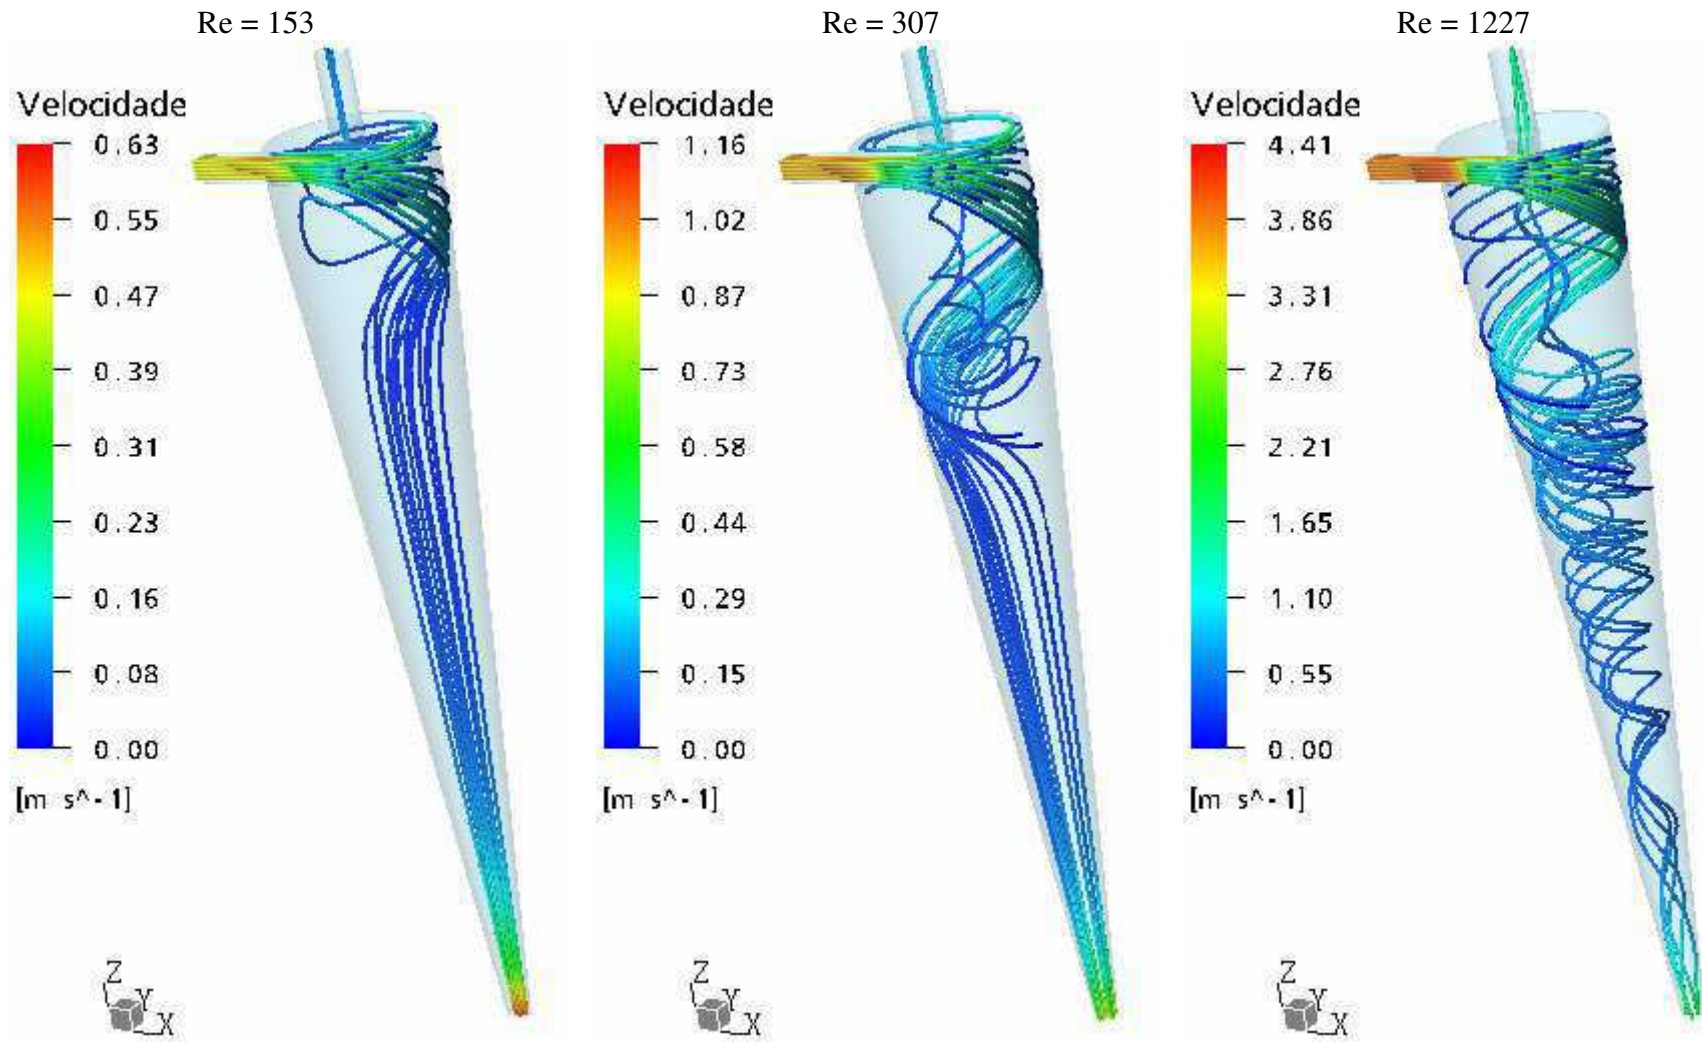 Re = 153
Re = 307
Re = 1227
Velocidade
0.63
0.55
0.47
0.39
0.31
0.23
0.16
0.08
0.00
[m s^-1]
Z
Y
X
Velocidade
1.16
1.02
0.87
0.73
0.58
0.44
0.29
0.15
0.00
[m s^-1]
Z
Y
X
Velocidade
4.41
3.86
3.31
2.76
2.21
1.65
1.10
0.55
0.00
[m s^-1]
Z
Y
X